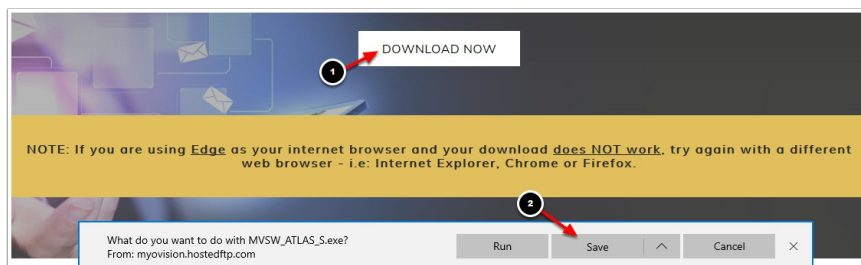 DOWNLOAD NOW
1
NOTE: If you are using Edge as your internet browser and your download does NOT work, try again with a different
web browser - i.e: Internet Explorer, Chrome or Firefox.
2
What do you want to do with MVSW_ATLAS_S.exe?
From: myovision.hostedftp.com
Run Save Cancel